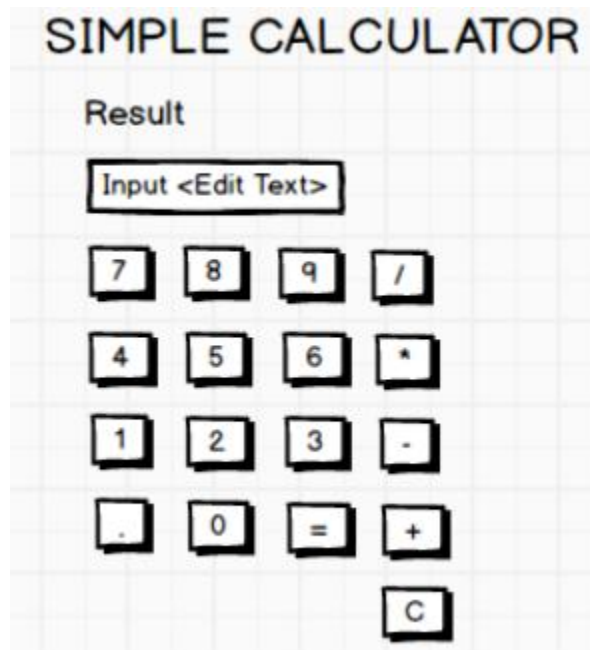 SIMPLE CALCULATOR
Result
Input <Edit Text>
7 8 9 /
4 5 6 *
1 2 3 -
. 0 = +
C